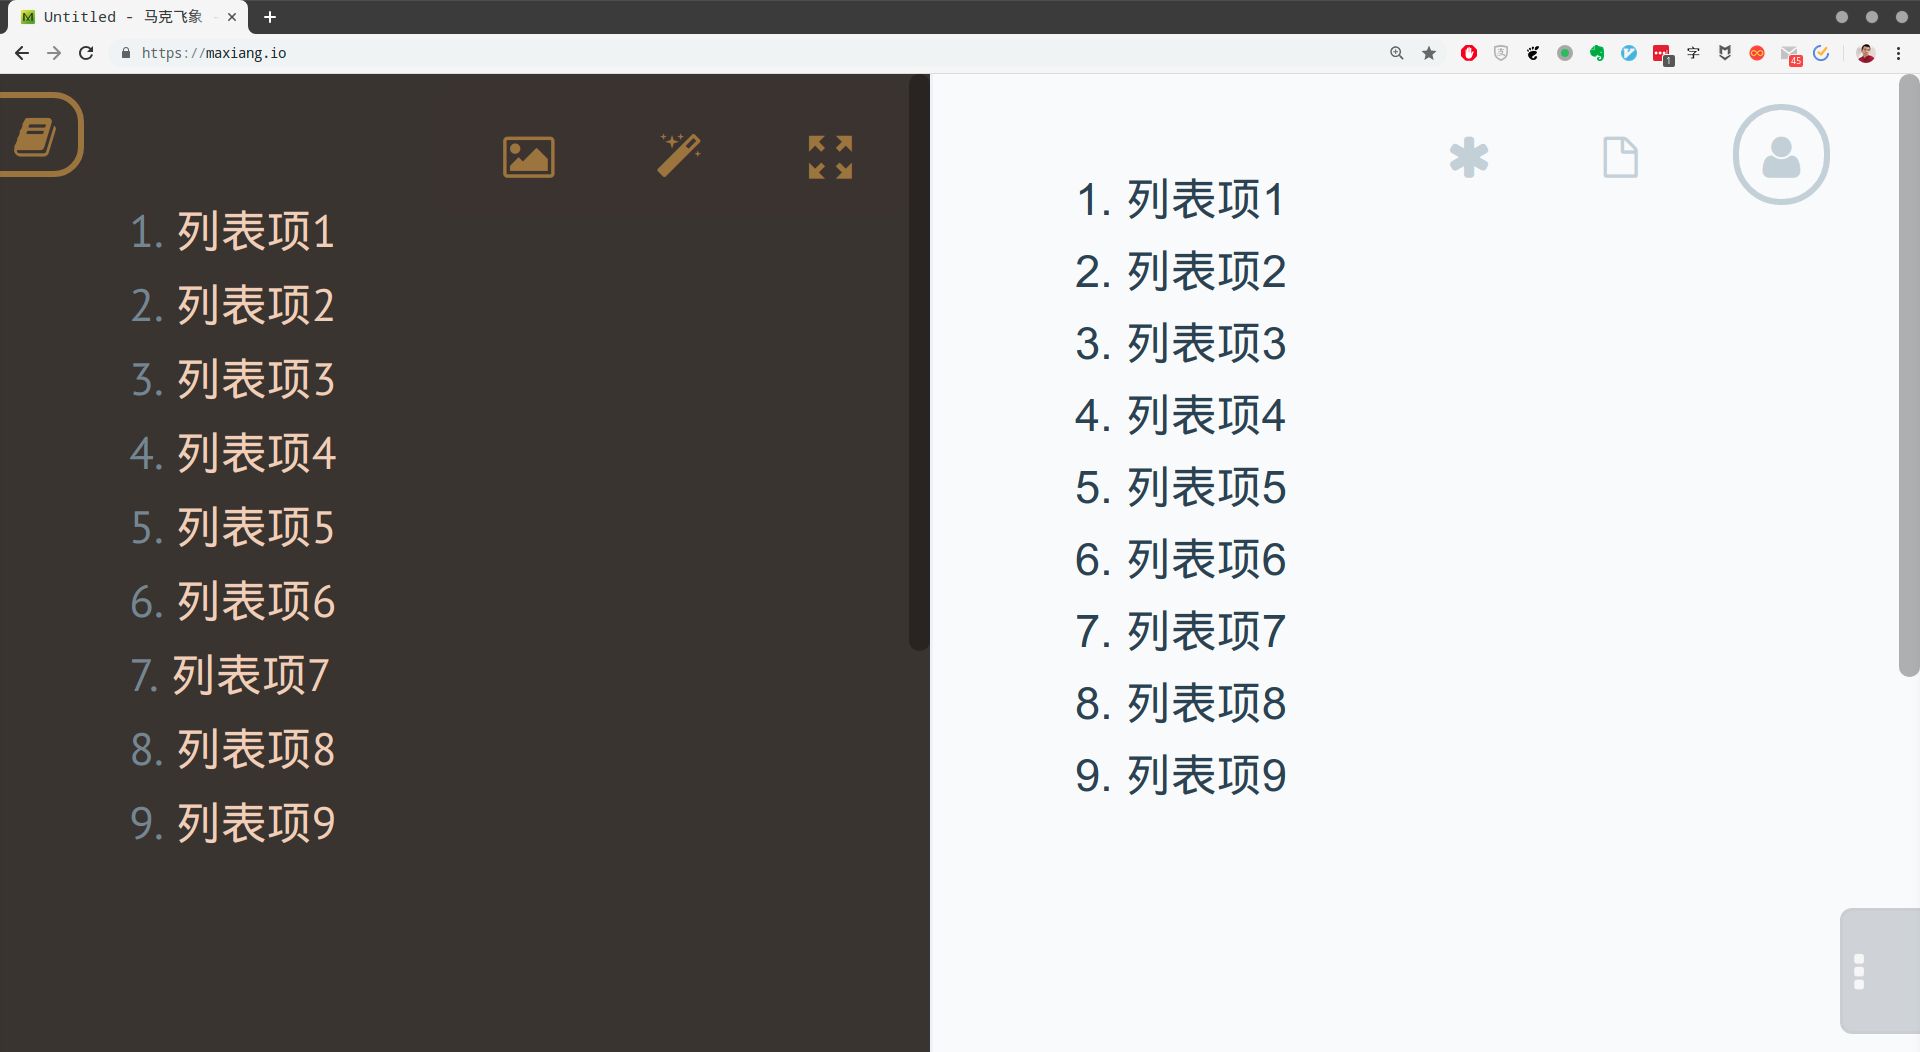 Untitled - 马克飞象 -
https://maxiang.io
1
字
45
1. 列表项1
2. 列表项2
3. 列表项3
4. 列表项4
5. 列表项5
6. 列表项6
7. 列表项7
8. 列表项8
9. 列表项9
1. 列表项1
2. 列表项2
3. 列表项3
4. 列表项4
5. 列表项5
6. 列表项6
7. 列表项7
8. 列表项8
9. 列表项9